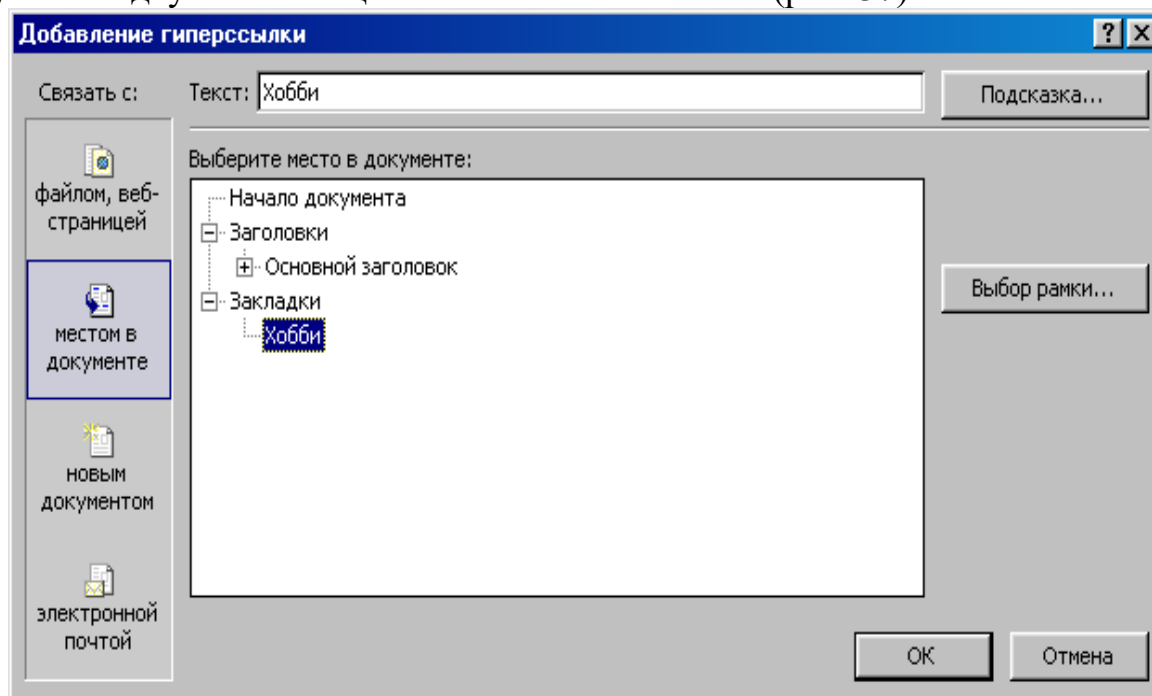 Добавление гиперссылки
Связать с:
Текст: Хобби
Подсказка...
файлом, веб-
страницей
местом в
документе
новым
документом
электронной
почтой
Выберите место в документе:
Начало документа
Заголовки
Основной заголовок
Закладки
Хобби
Выбор рамки...
ОК
Отмена